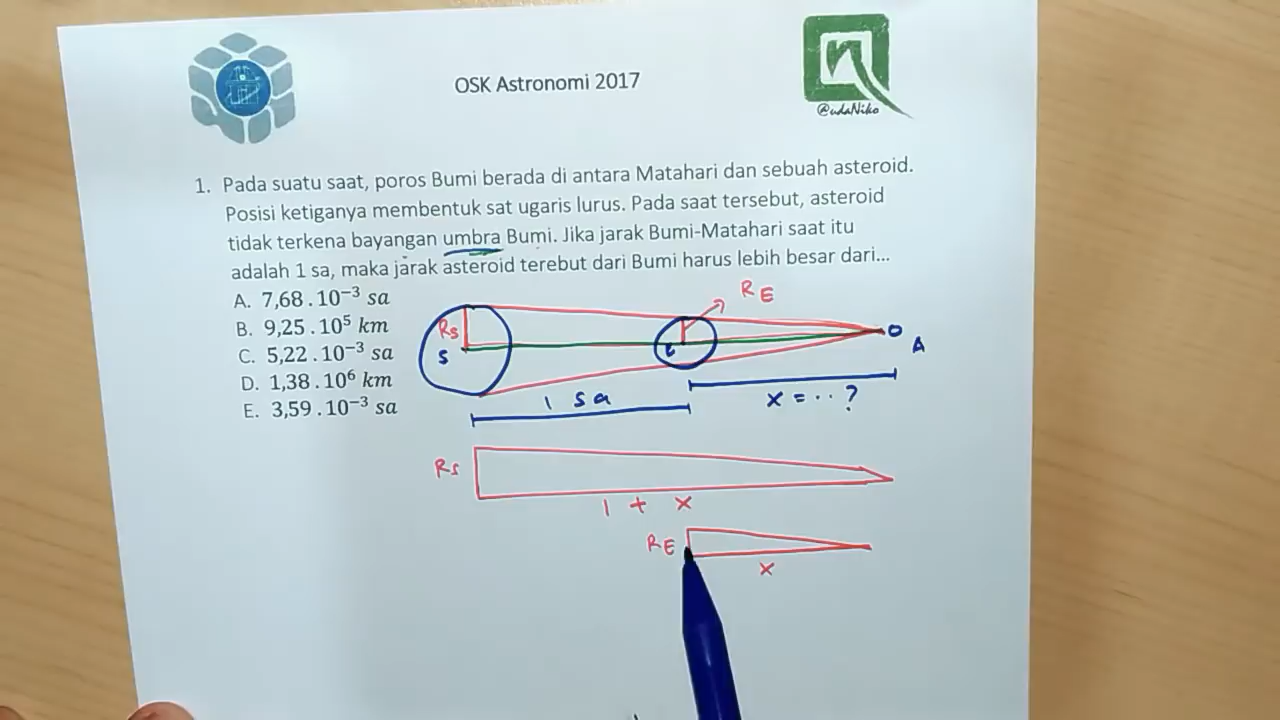 OSK Astronomi 2017
@udaNiko
1. Pada suatu saat, poros Bumi berada di antara Matahari dan sebuah asteroid.
Posisi ketiganya membentuk sat ugaris lurus. Pada saat tersebut, asteroid
tidak terkena bayangan umbra Bumi. Jika jarak Bumi-Matahari saat itu
adalah 1 sa, maka jarak asteroid terebut dari Bumi harus lebih besar dari...
A. 7,68 . 10⁻³ sa
B. 9,25 . 10⁵ km
C. 5,22 . 10⁻³ sa
D. 1,38 . 10⁶ km
E. 3,59 . 10⁻³ sa
RE
Rs
S
A
1 sa
x = .. ?
Rs
1 + x
RE
x